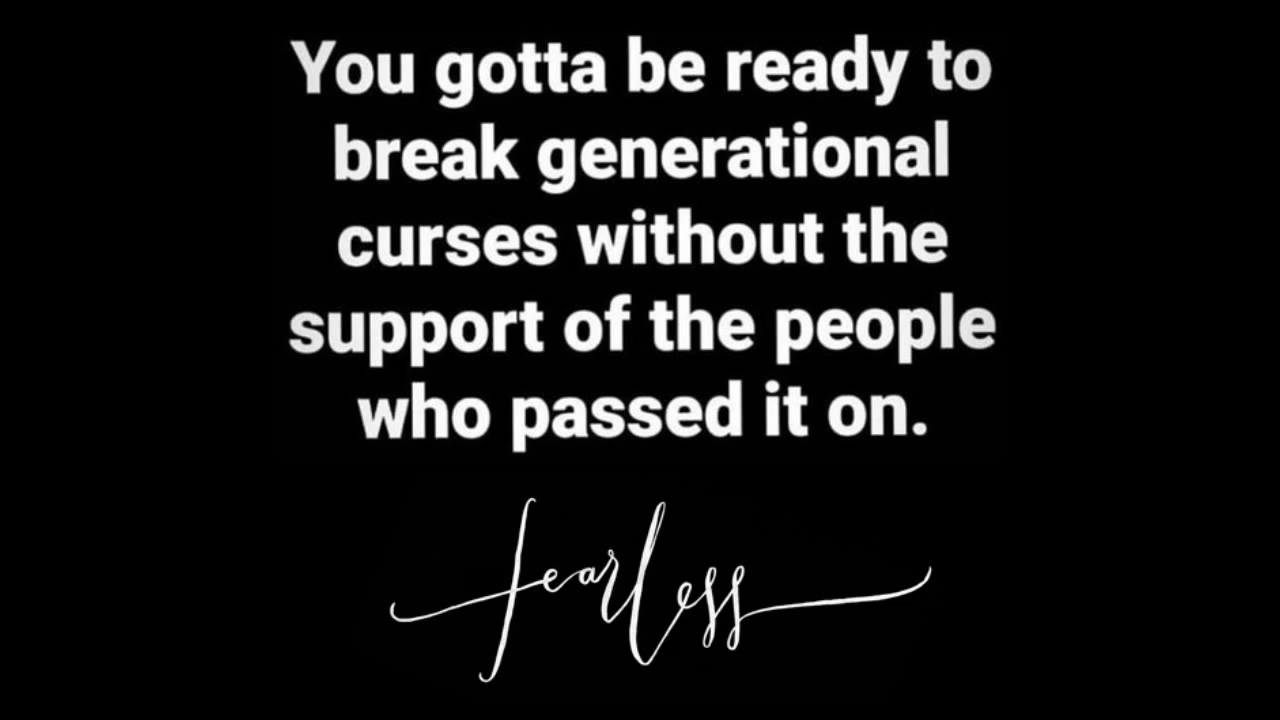 You gotta be ready to
break generational
curses without the
support of the people
who passed it on.
fearless